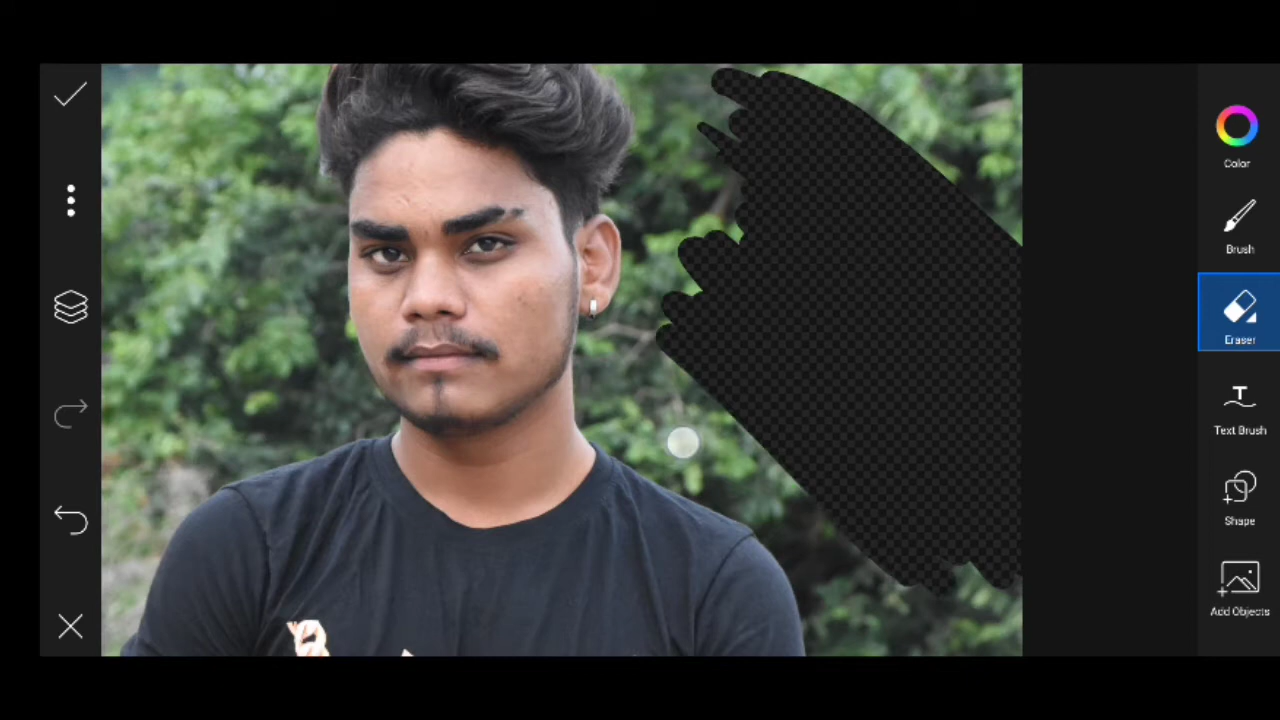 Color
Brush
Eraser
Text Brush
Shape
Add Objects